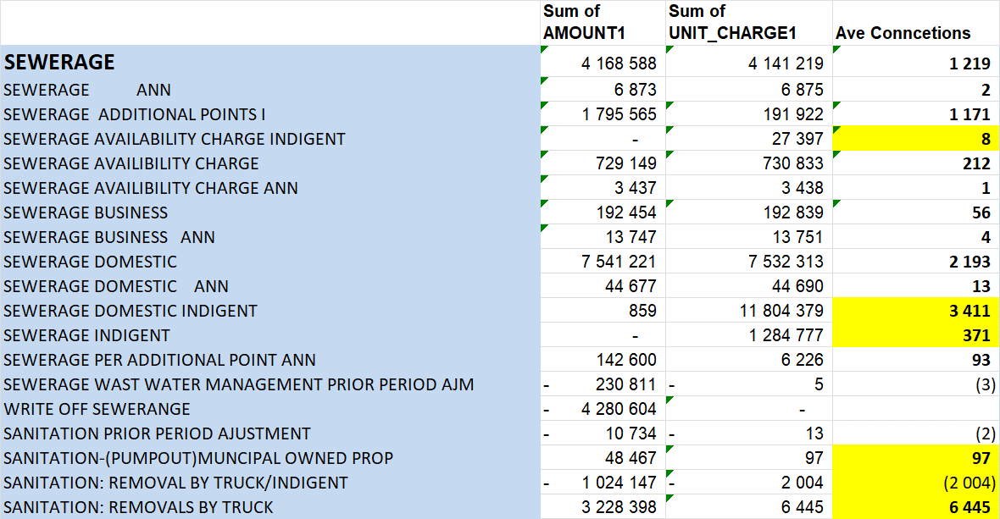 Sum of AMOUNT1 Sum of UNIT_CHARGE1 Ave Conncetions
SEWERAGE 4 168 588 4 141 219 1 219
SEWERAGE ANN 6 873 6 875 2
SEWERAGE ADDITIONAL POINTS I 1 795 565 191 922 1 171
SEWERAGE AVAILABILITY CHARGE INDIGENT - 27 397 8
SEWERAGE AVAILIBILITY CHARGE 729 149 730 833 212
SEWERAGE AVAILIBILITY CHARGE ANN 3 437 3 438 1
SEWERAGE BUSINESS 192 454 192 839 56
SEWERAGE BUSINESS ANN 13 747 13 751 4
SEWERAGE DOMESTIC 7 541 221 7 532 313 2 193
SEWERAGE DOMESTIC ANN 44 677 44 690 13
SEWERAGE DOMESTIC INDIGENT 859 11 804 379 3 411
SEWERAGE INDIGENT - 1 284 777 371
SEWERAGE PER ADDITIONAL POINT ANN 142 600 6 226 93
SEWERAGE WAST WATER MANAGEMENT PRIOR PERIOD AJM - 230 811 - 5 (3)
WRITE OFF SEWERANGE - 4 280 604 -
SANITATION PRIOR PERIOD AJUSTMENT - 10 734 - 13 (2)
SANITATION-(PUMPOUT)MUNCIPAL OWNED PROP 48 467 97 97
SANITATION: REMOVAL BY TRUCK/INDIGENT - 1 024 147 - 2 004 (2 004)
SANITATION: REMOVALS BY TRUCK 3 228 398 6 445 6 445